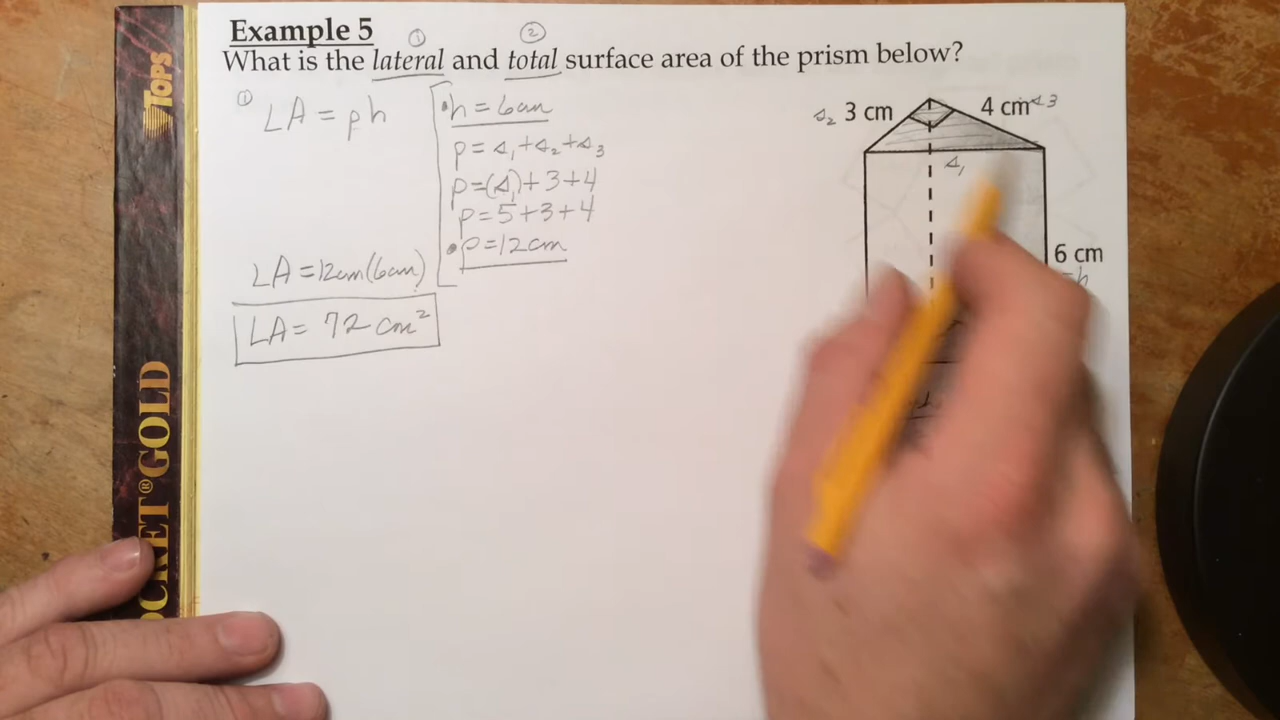 Example 5
① ②
What is the lateral and total surface area of the prism below?
① LA = ph
• h = 6cm
p = s₁+s₂+s₃
p=(s₁)+3+4
p=5+3+4
• p=12cm
LA = 12cm(6cm)
LA = 72 cm²
s₂ 3 cm
4 cm s₃
s₁
6 cm
=h
TOPS
DOCKET® GOLD